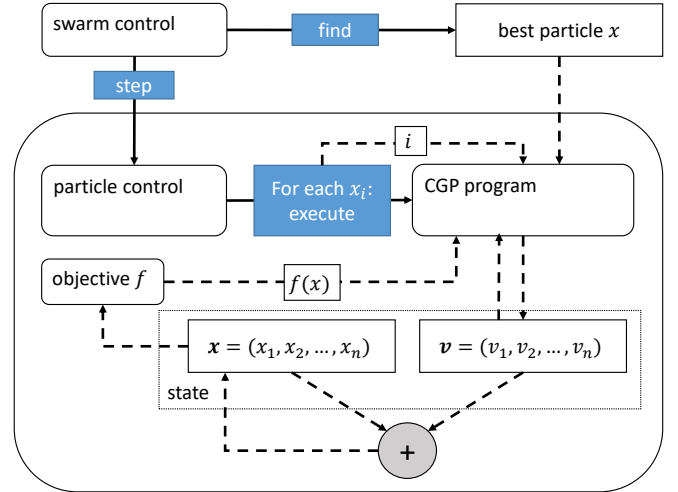 swarm control
find
best particle x
step
i
particle control
For each xᵢ:
execute
CGP program
objective f
f(x)
x = (x₁, x₂, …, xₙ)
v = (v₁, v₂, …, vₙ)
state
+